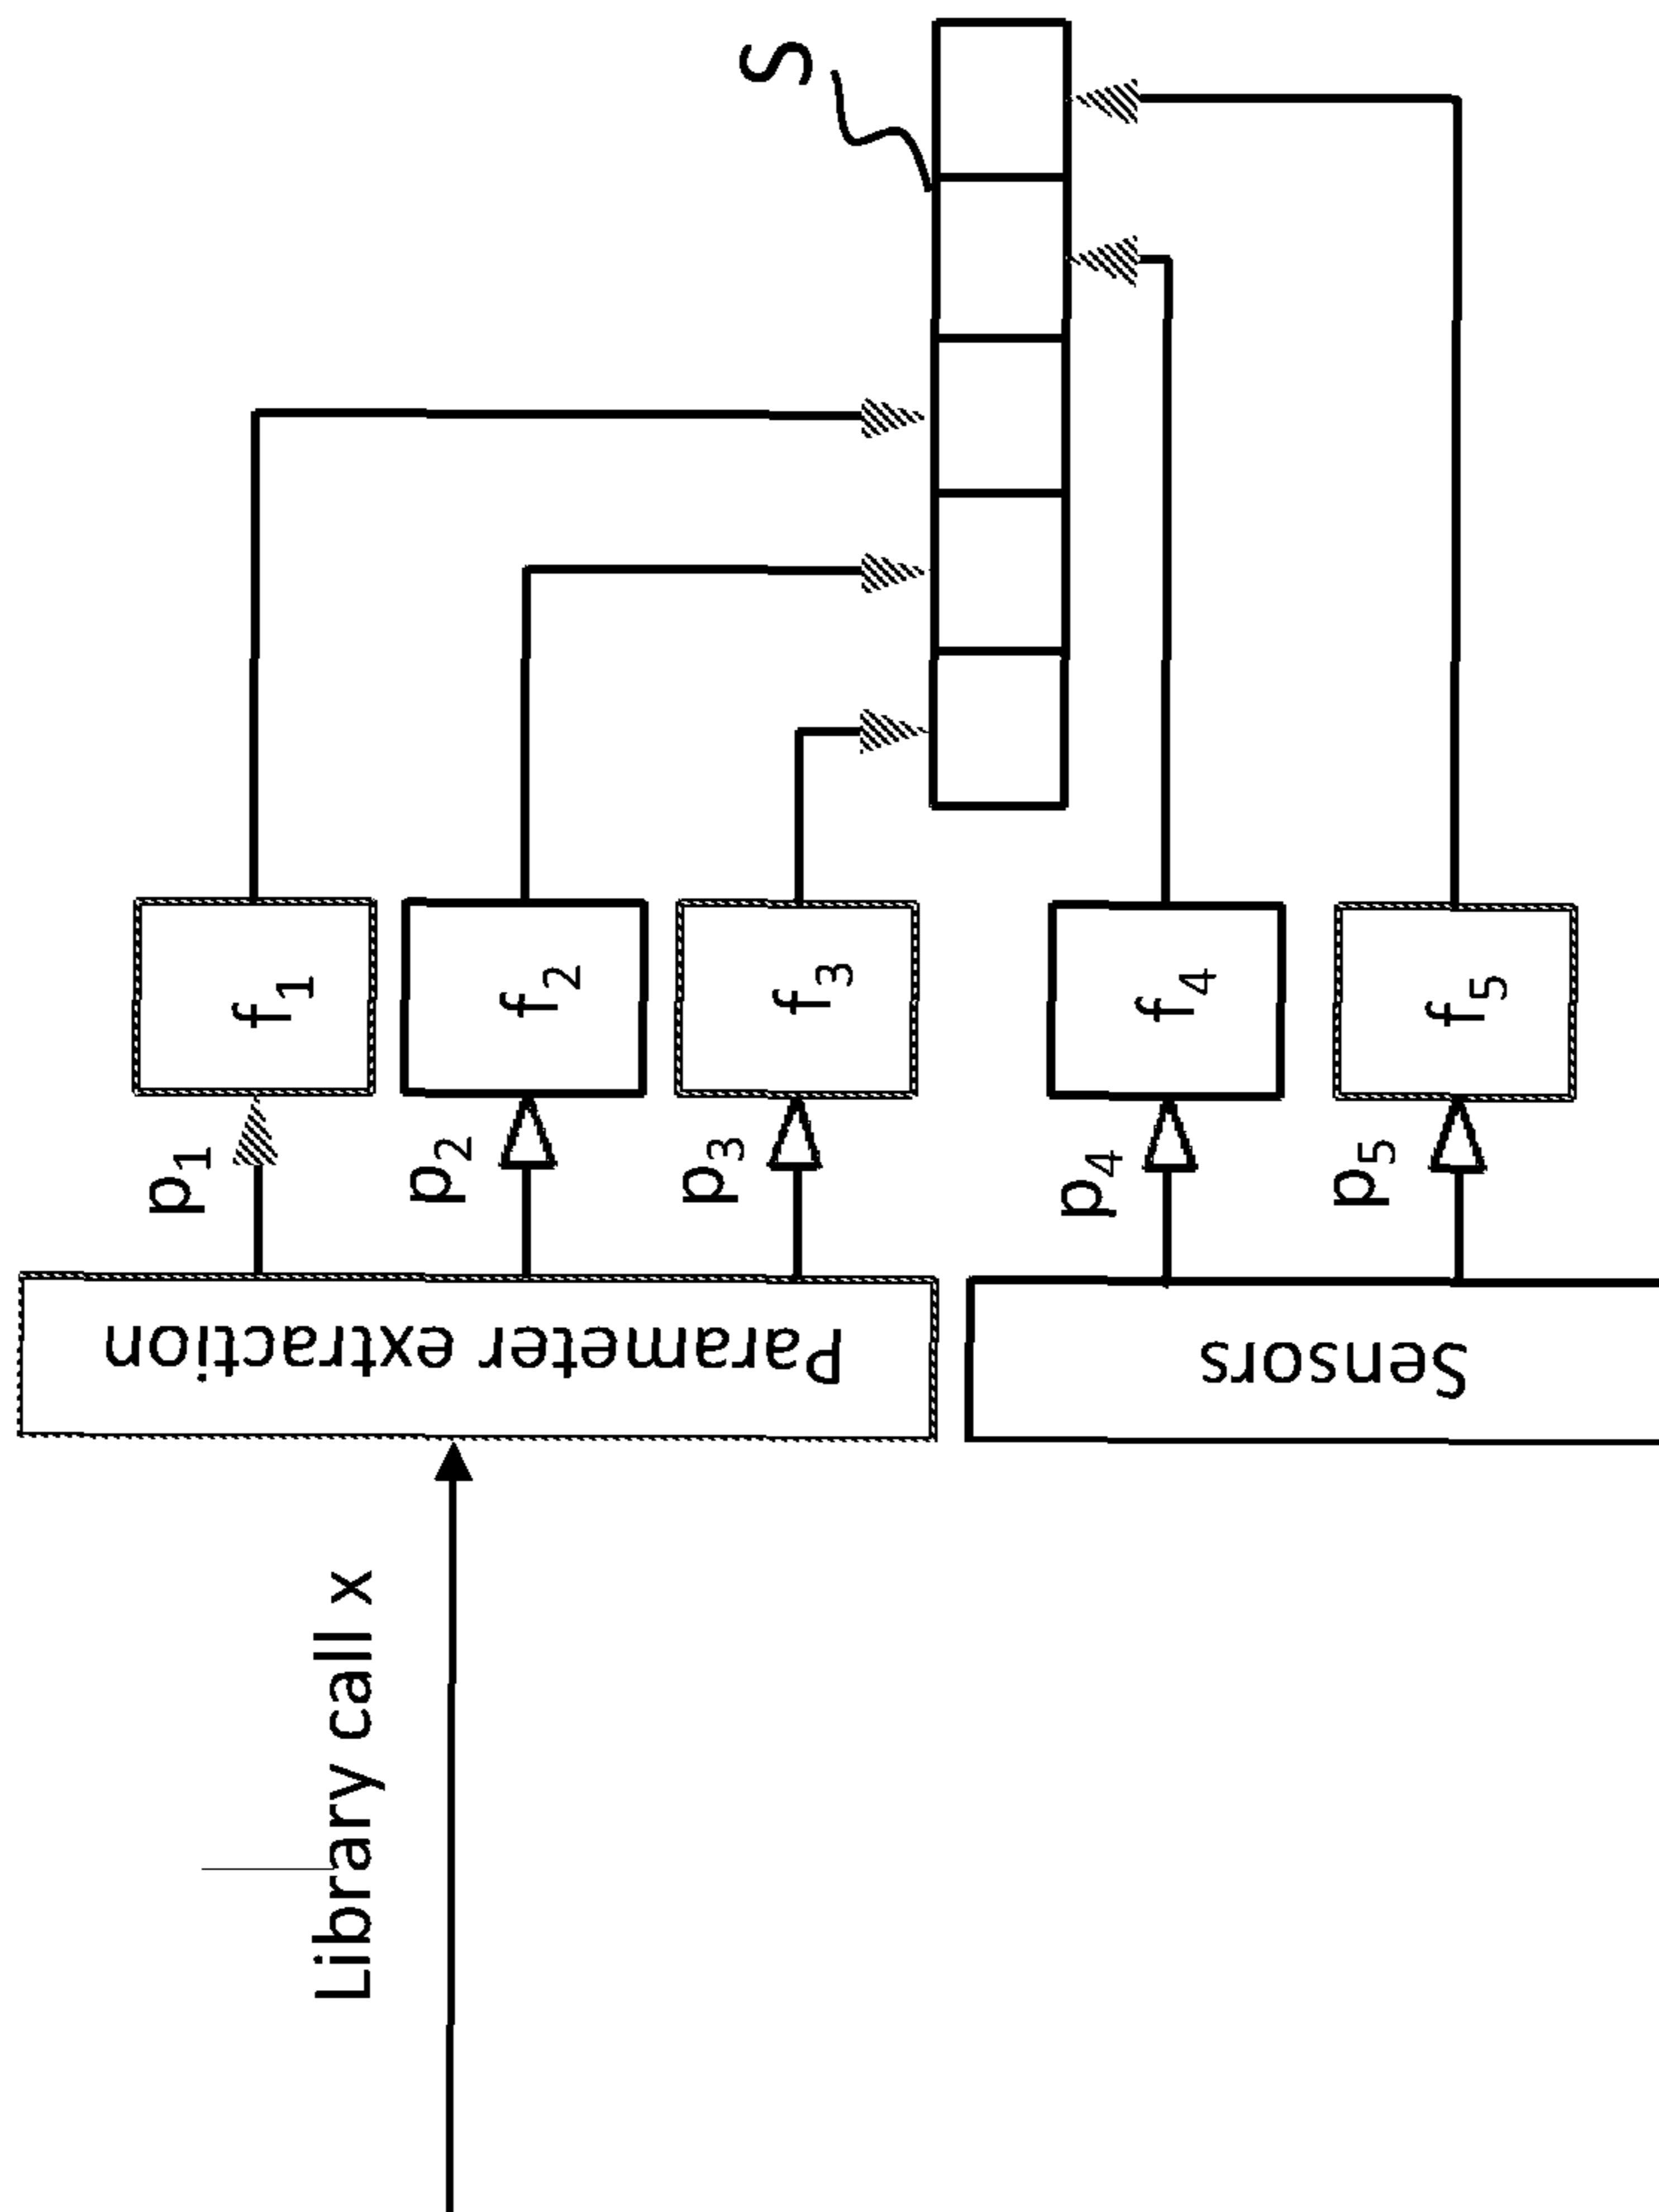 Library call x
Parameter extraction
p1
f1
p2
f2
p3
f3
S
Sensors
p4
f4
p5
f5